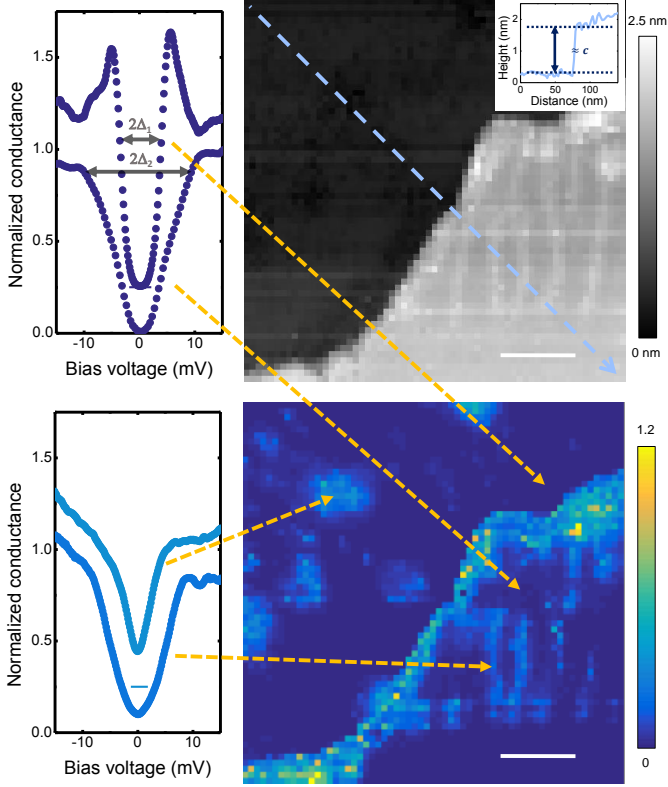 1.5
1.0
0.5
0.0
Normalized conductance
2Δ₁
2Δ₂
-10
0
10
Bias voltage (mV)
2
1
0
Height (nm)
≈ c
0
50
100
Distance (nm)
2.5 nm
0 nm
1.5
1.0
0.5
0.0
Normalized conductance
-10
0
10
Bias voltage (mV)
1.2
0